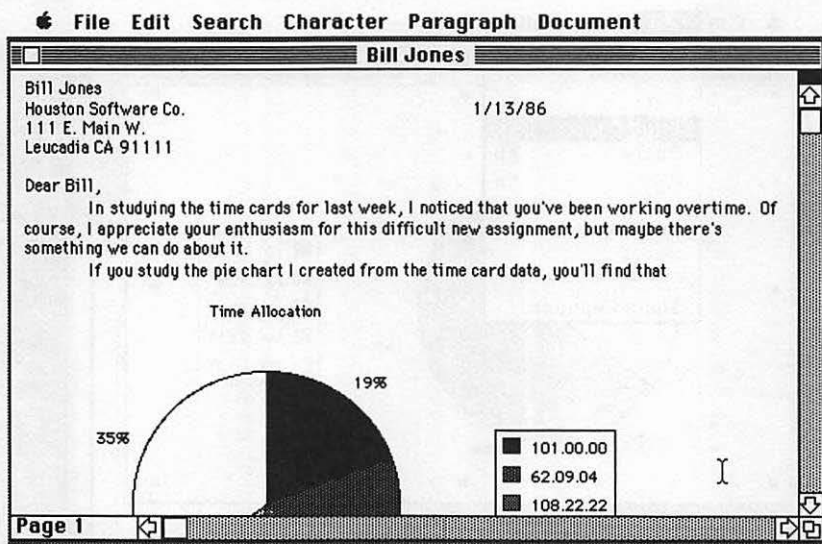 File Edit Search Character Paragraph Document
Bill Jones
Bill Jones
Houston Software Co. 1/13/86
111 E. Main W.
Leucadia CA 91111
Dear Bill,
In studying the time cards for last week, I noticed that you've been working overtime. Of
course, I appreciate your enthusiasm for this difficult new assignment, but maybe there's
something we can do about it.
If you study the pie chart I created from the time card data, you'll find that
Time Allocation
19%
35%
101.00.00
62.09.04
108.22.22
Page 1